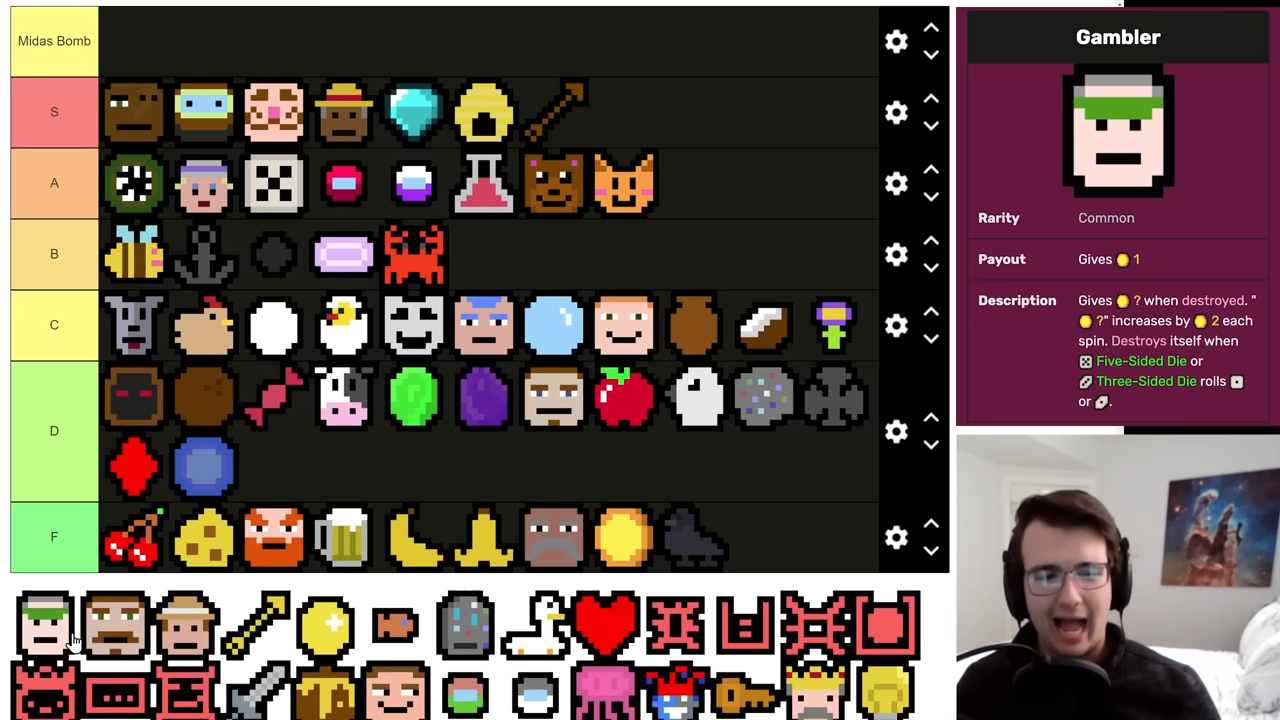 Midas Bomb
S
A
B
C
D
F
Gambler
Rarity Common
Payout Gives 1
Description Gives ? when destroyed. "
?" increases by 2 each
spin. Destroys itself when
Five-Sided Die or
Three-Sided Die rolls
or .